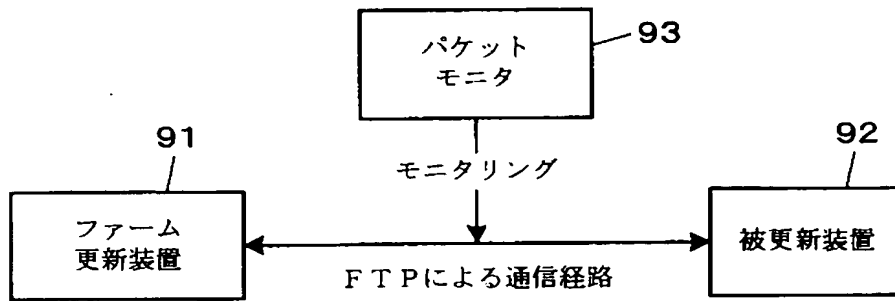 パケット
モニタ
93
91
モニタリング
92
ファーム
更新装置
被更新装置
ＦＴＰによる通信経路